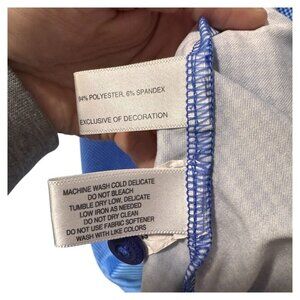 94% POLYESTER, 6% SPANDEX
EXCLUSIVE OF DECORATION
MACHINE WASH COLD DELICATE
DO NOT BLEACH
TUMBLE DRY LOW, DELICATE
LOW IRON AS NEEDED
DO NOT DRY CLEAN
DO NOT USE FABRIC SOFTENER
WASH WITH LIKE COLORS